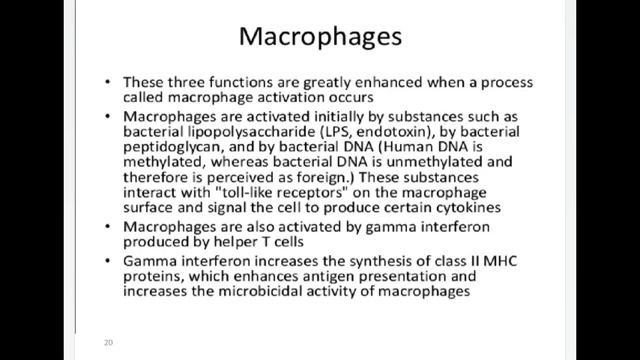 Macrophages
• These three functions are greatly enhanced when a process
called macrophage activation occurs
• Macrophages are activated initially by substances such as
bacterial lipopolysaccharide (LPS, endotoxin), by bacterial
peptidoglycan, and by bacterial DNA (Human DNA is
methylated, whereas bacterial DNA is unmethylated and
therefore is perceived as foreign.) These substances
interact with "toll-like receptors" on the macrophage
surface and signal the cell to produce certain cytokines
• Macrophages are also activated by gamma interferon
produced by helper T cells
• Gamma interferon increases the synthesis of class II MHC
proteins, which enhances antigen presentation and
increases the microbicidal activity of macrophages
20